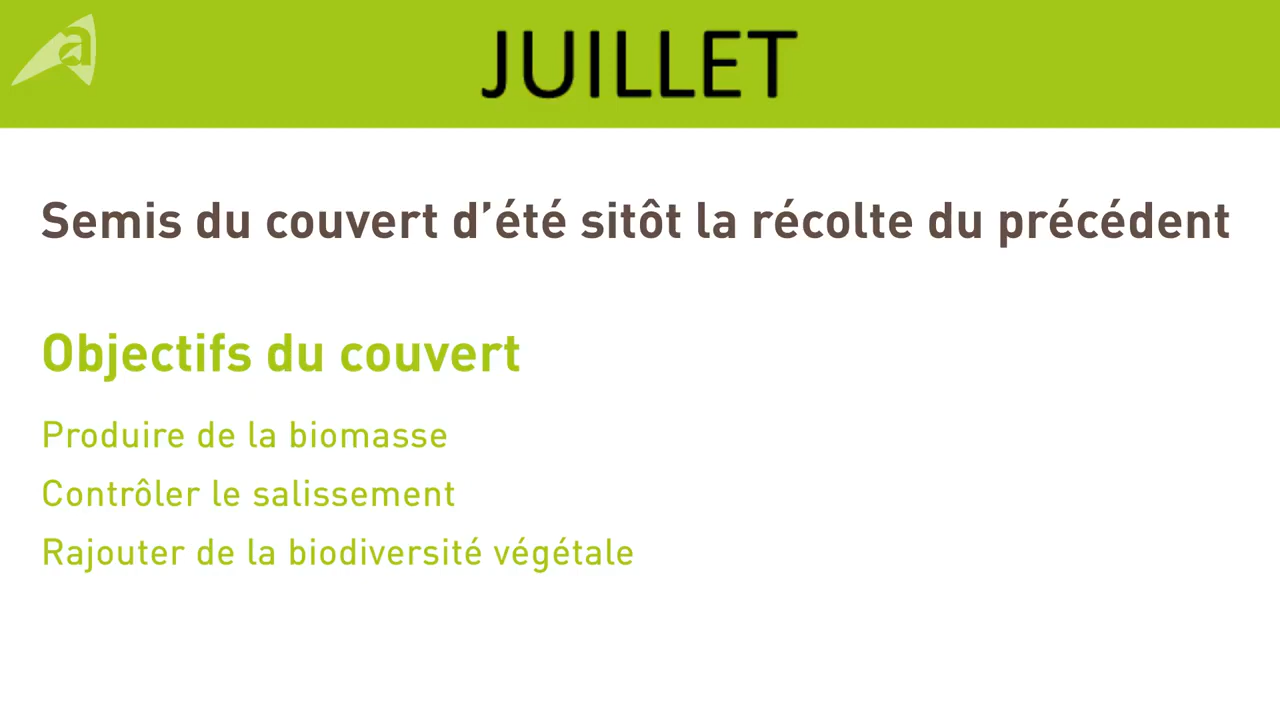 JUILLET
Semis du couvert d’été sitôt la récolte du précédent
Objectifs du couvert
Produire de la biomasse
Contrôler le salissement
Rajouter de la biodiversité végétale